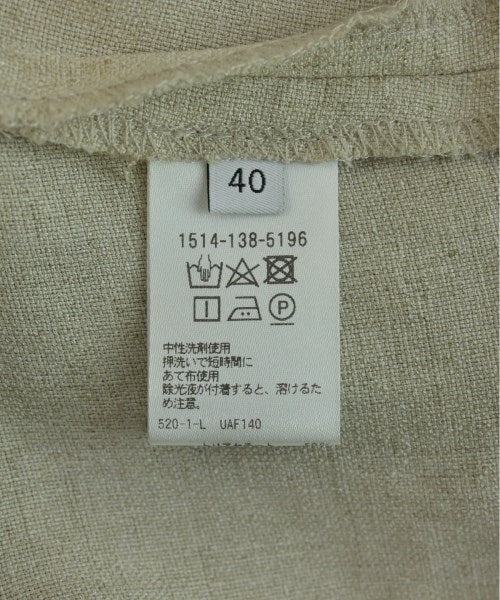 40
1514-138-5196
P
中性洗剤使用
押洗いで短時間に
あて布使用
除光液が付着すると、溶けるた
め注意。
520-1-L UAF140